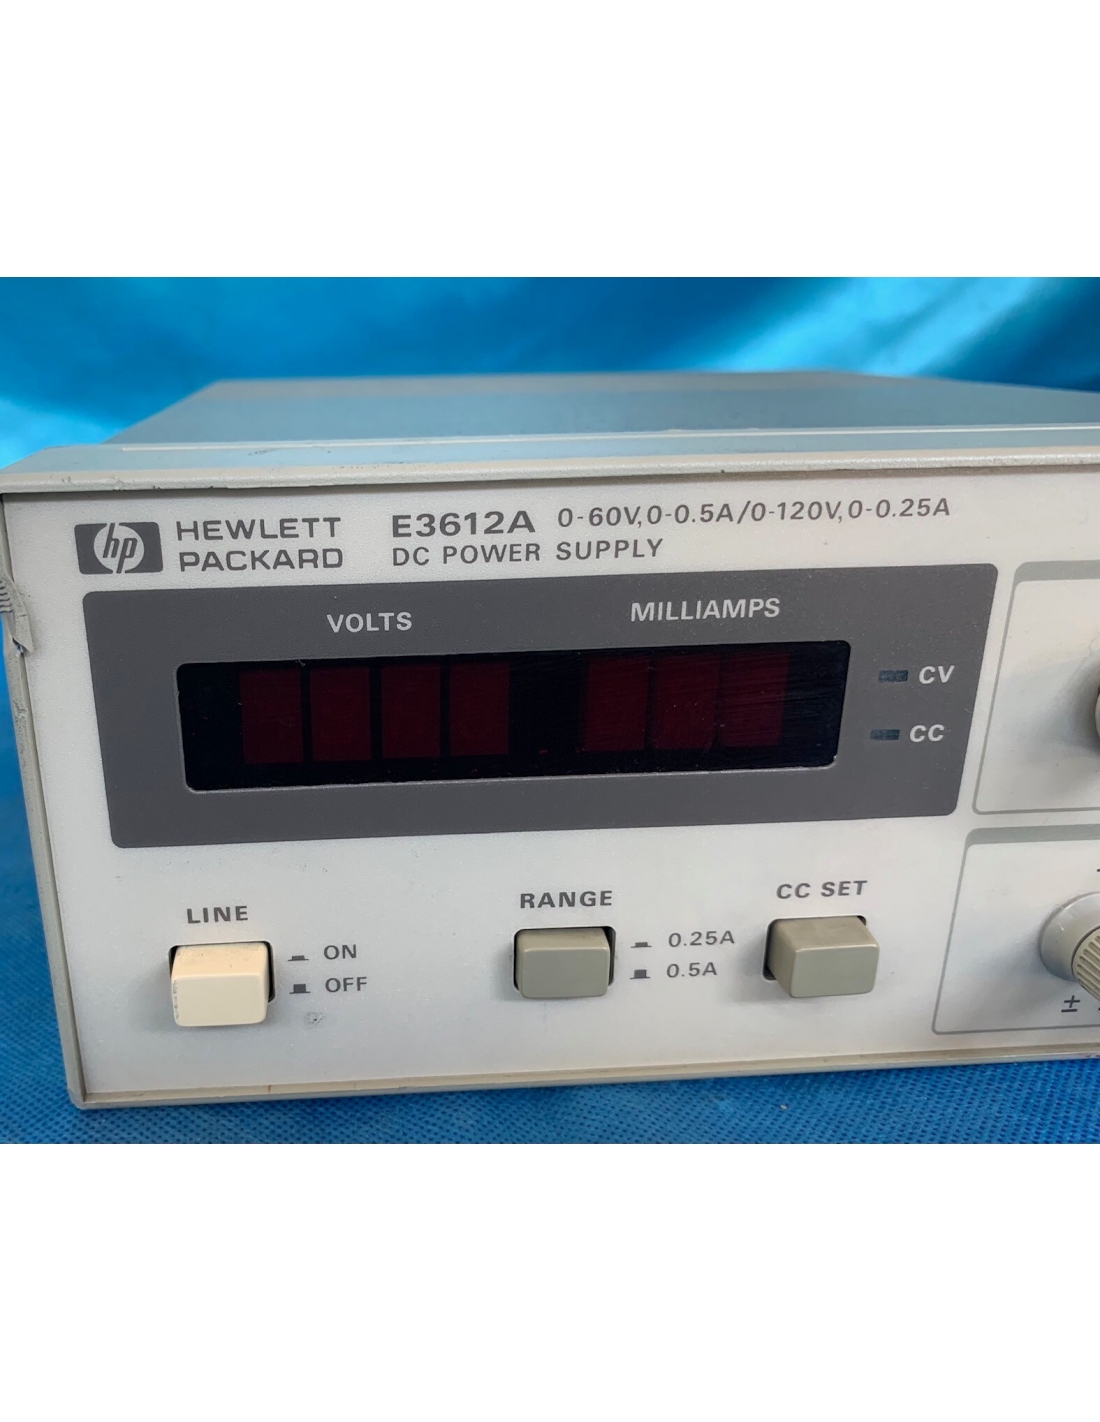 hp HEWLETT PACKARD
E3612A 0-60V,0-0.5A/0-120V,0-0.25A
DC POWER SUPPLY
VOLTS
MILLIAMPS
CV
CC
LINE
ON
OFF
RANGE
0.25A
0.5A
CC SET
±